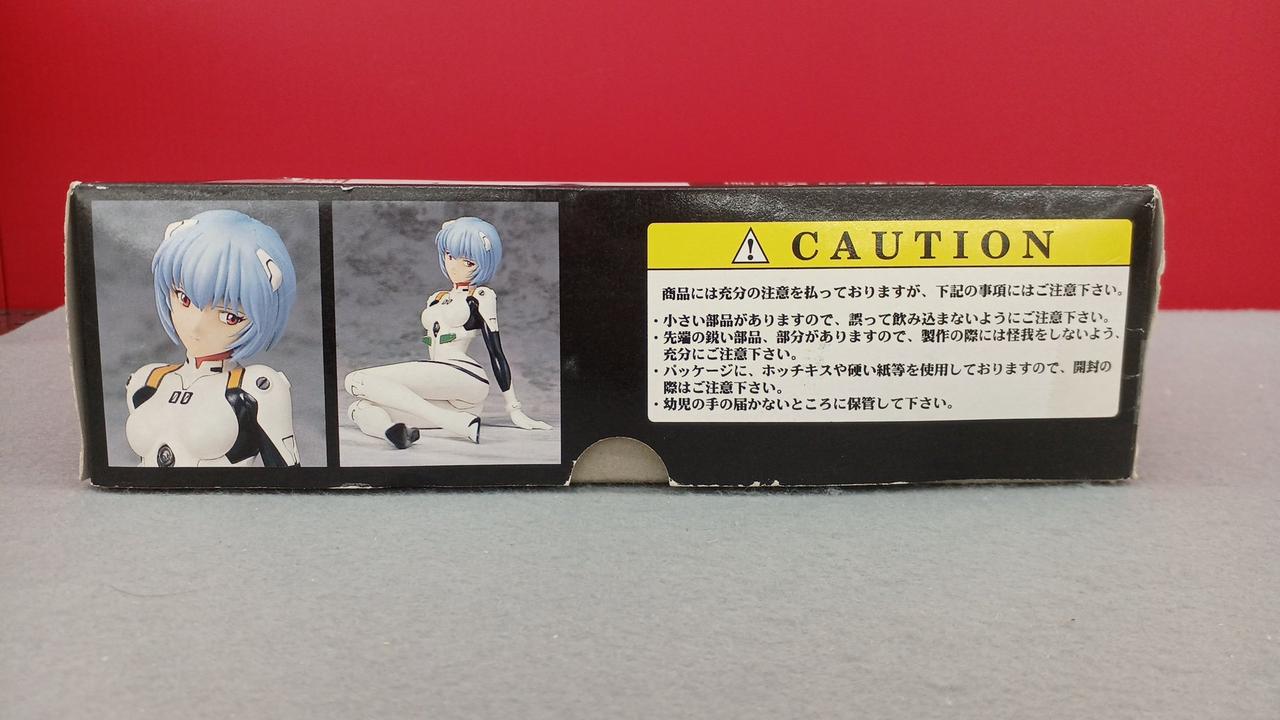 CAUTION
商品には充分の注意を払っておりますが、下記の事項にはご注意下さい。
・小さい部品がありますので、誤って飲み込まないようにご注意下さい。
・先端の鋭い部品、部分がありますので、製作の際には怪我をしないよう、
充分にご注意下さい。
・パッケージに、ホッチキスや硬い紙等を使用しておりますので、開封の
際はご注意下さい。
・幼児の手の届かないところに保管して下さい。
00